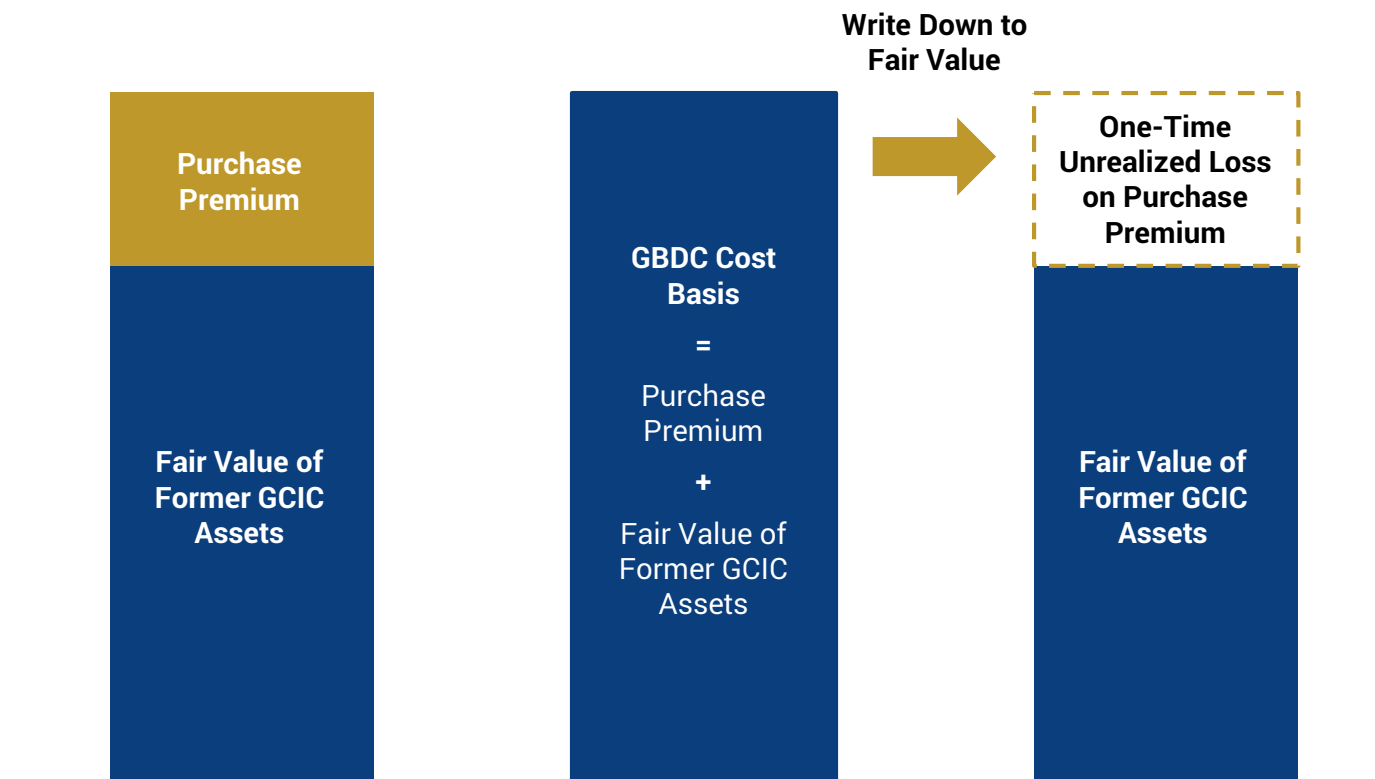 Write Down to
Fair Value
Purchase
Premium
Fair Value of
Former GCIC
Assets
GBDC Cost
Basis
=
Purchase
Premium
+
Fair Value of
Former GCIC
Assets
One-Time
Unrealized Loss
on Purchase
Premium
Fair Value of
Former GCIC
Assets